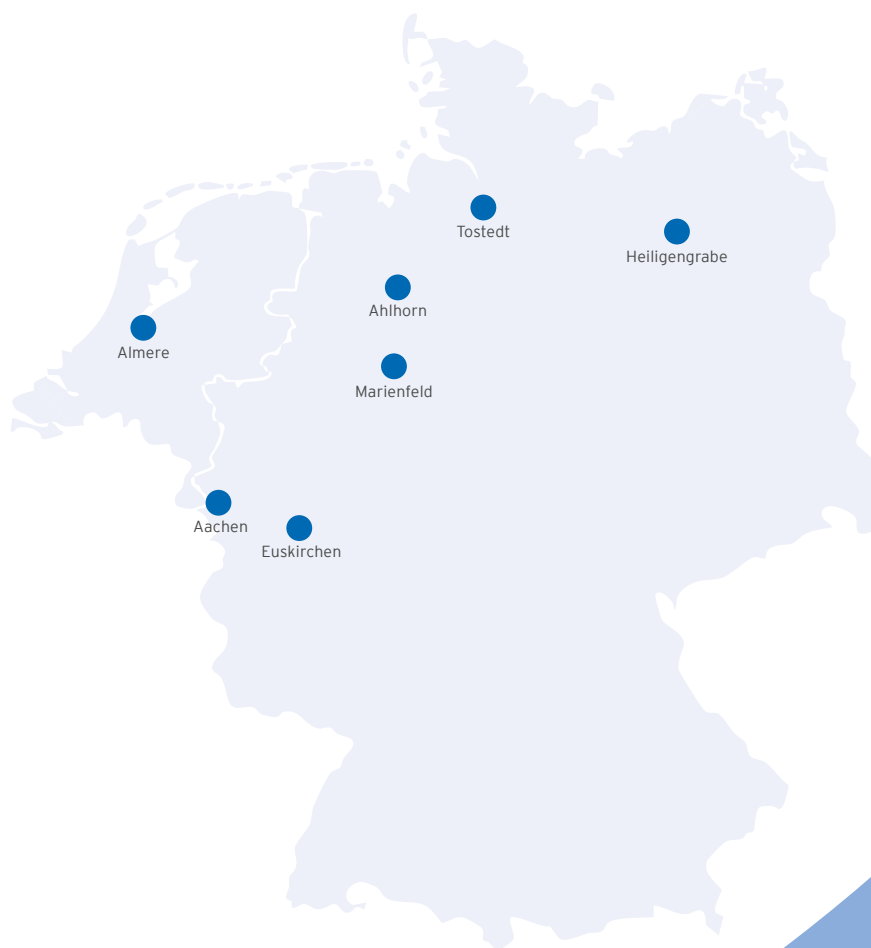 Tostedt
Heiligengrabe
Ahlhorn
Almere
Marienfeld
Aachen
Euskirchen